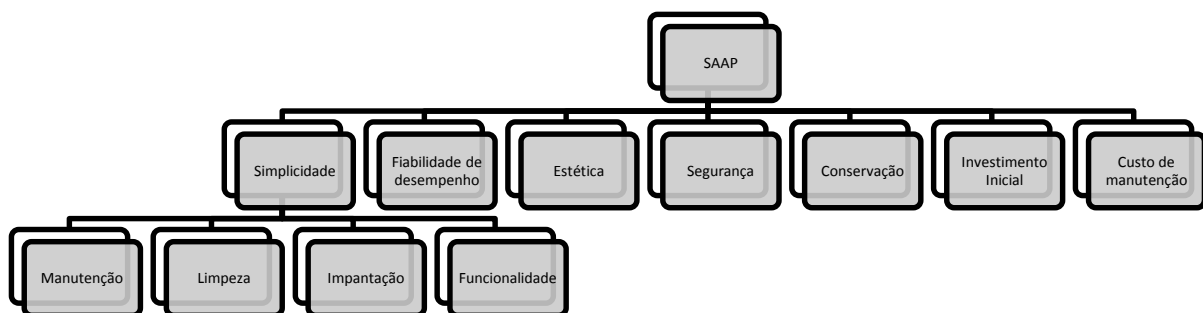 SAAP
Simplicidade
Fiabilidade de
desempenho
Estética
Segurança
Conservação
Investimento
Inicial
Custo de
manutenção
Manutenção
Limpeza
Impantação
Funcionalidade